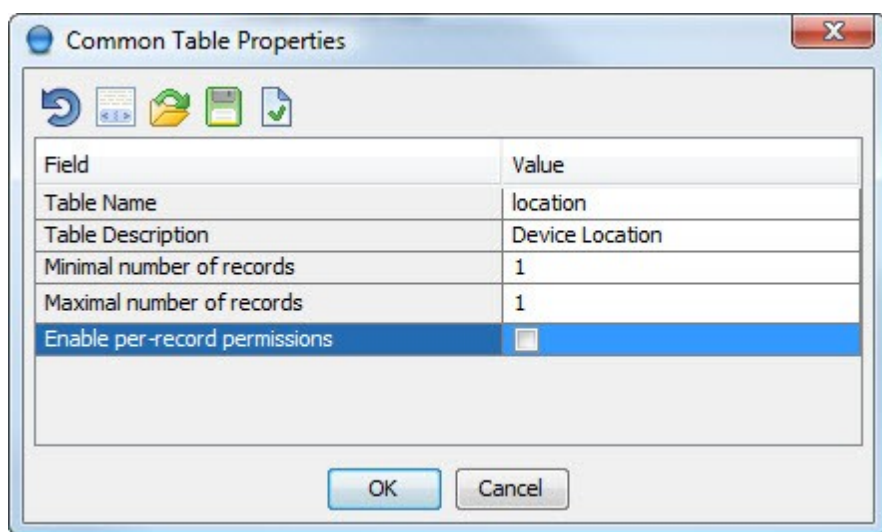 Common Table Properties
Field Value
Table Name location
Table Description Device Location
Minimal number of records 1
Maximal number of records 1
Enable per-record permissions
OK Cancel